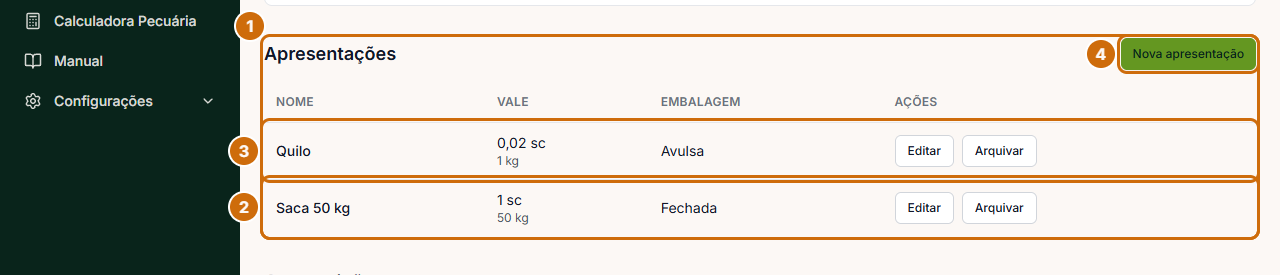 Calculadora Pecuária
Manual
Configurações
1
Apresentações
4
Nova apresentação
NOME VALE EMBALAGEM AÇÕES
3
Quilo 0,02 sc Avulsa Editar Arquivar
1 kg
2
Saca 50 kg 1 sc Fechada Editar Arquivar
50 kg